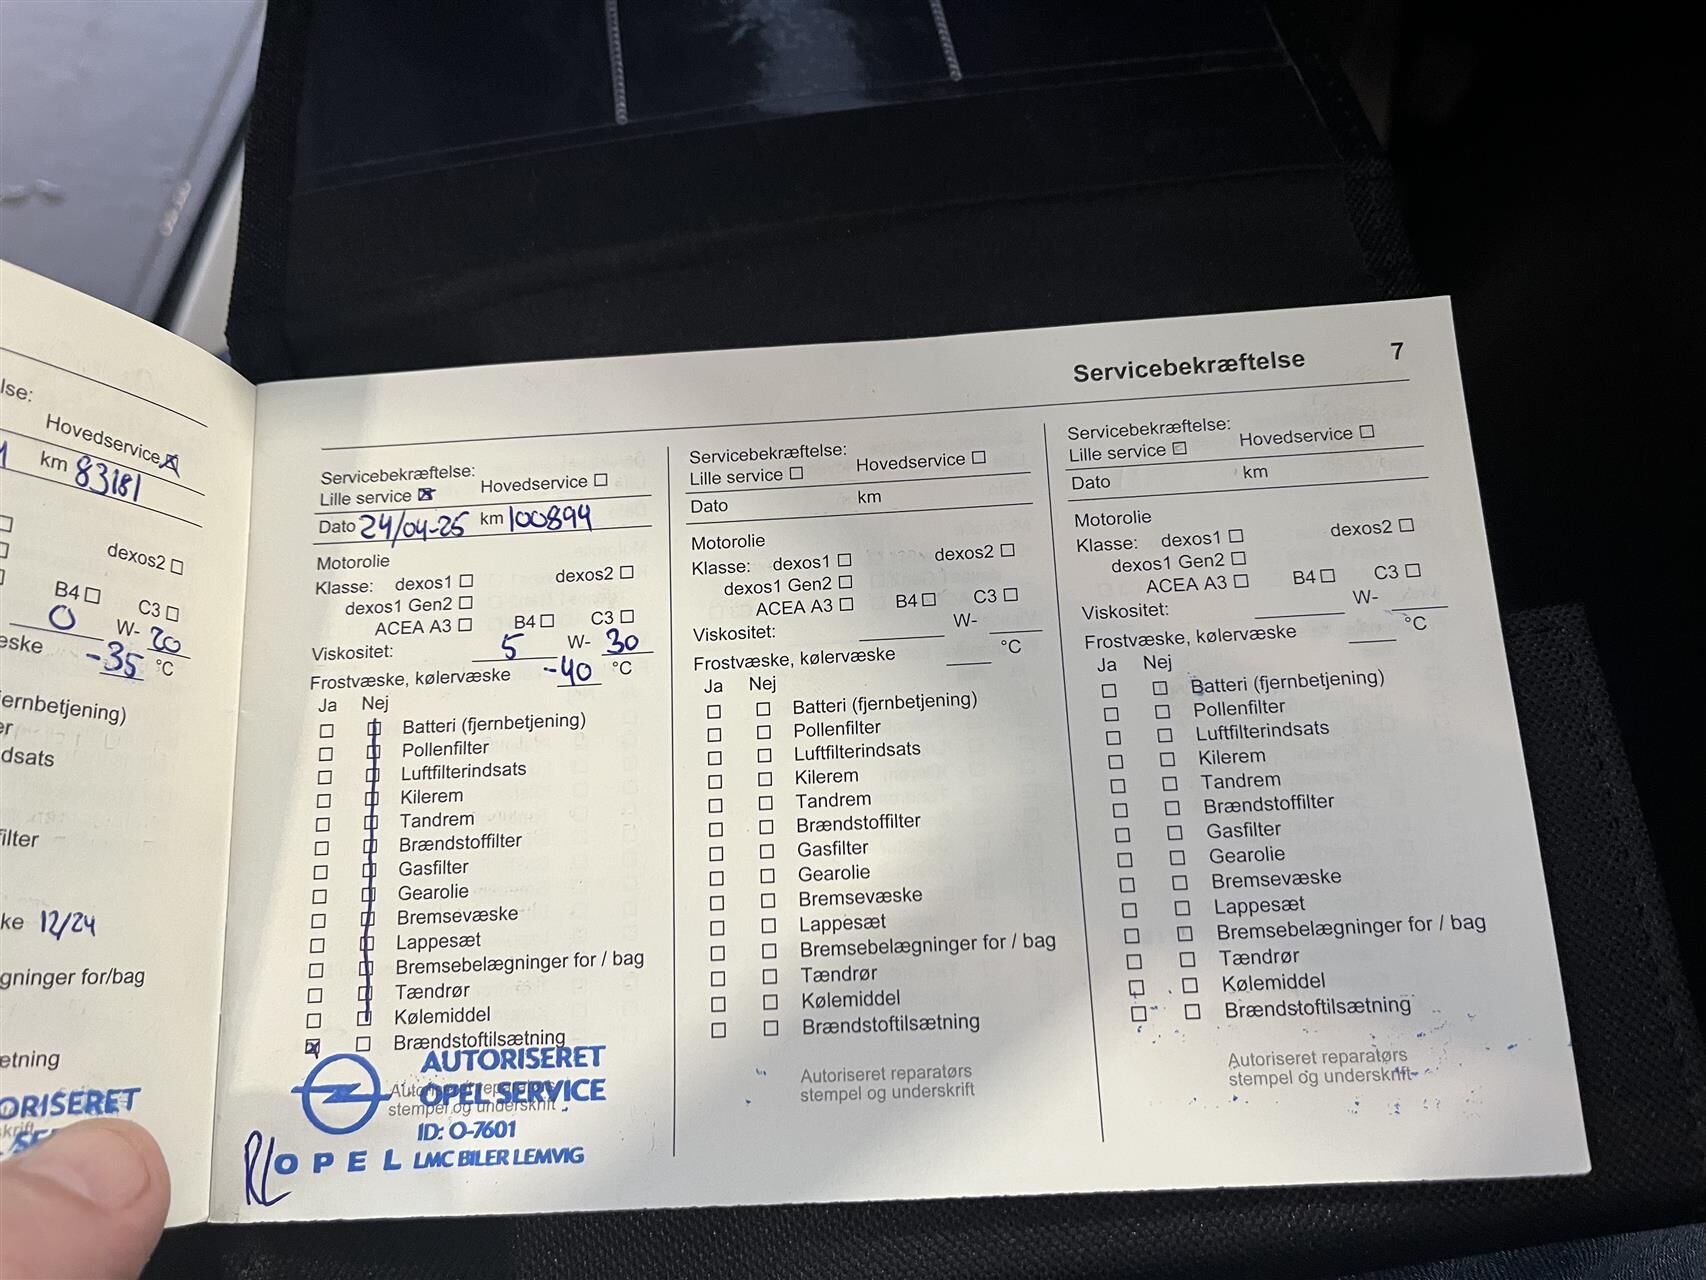 lse:
Hovedservice
km 83181
dexos2
B4 C3
0 W- 20
eske -35 °C
jernbetjening)
er
dsats
filter
ke 12/24
gninger for/bag
etning
ORISERET
Servicebekræftelse 7
Servicebekræftelse:
Lille service Hovedservice
Dato 24/04-25 km 100894
Motorolie
Klasse: dexos1 dexos2
dexos1 Gen2
ACEA A3 B4 C3
Viskositet: 5 W- 30
Frostvæske, kølervæske -40 °C
Ja Nej
Batteri (fjernbetjening)
Pollenfilter
Luftfilterindsats
Kilerem
Tandrem
Brændstoffilter
Gasfilter
Gearolie
Bremsevæske
Lappesæt
Bremsebelægninger for / bag
Tændrør
Kølemiddel
Brændstoftilsætning
Autoriseret reparatørs
stempel og underskrift
AUTORISERET
OPEL SERVICE
ID: O-7601
OPEL LMC BILER LEMVIG
RL
Servicebekræftelse:
Lille service Hovedservice
Dato km
Motorolie
Klasse: dexos1 dexos2
dexos1 Gen2
ACEA A3 B4 C3
Viskositet: W-
Frostvæske, kølervæske °C
Ja Nej
Batteri (fjernbetjening)
Pollenfilter
Luftfilterindsats
Kilerem
Tandrem
Brændstoffilter
Gasfilter
Gearolie
Bremsevæske
Lappesæt
Bremsebelægninger for / bag
Tændrør
Kølemiddel
Brændstoftilsætning
Autoriseret reparatørs
stempel og underskrift
Servicebekræftelse:
Lille service Hovedservice
Dato km
Motorolie
Klasse: dexos1 dexos2
dexos1 Gen2
ACEA A3 B4 C3
Viskositet: W-
Frostvæske, kølervæske °C
Ja Nej
Batteri (fjernbetjening)
Pollenfilter
Luftfilterindsats
Kilerem
Tandrem
Brændstoffilter
Gasfilter
Gearolie
Bremsevæske
Lappesæt
Bremsebelægninger for / bag
Tændrør
Kølemiddel
Brændstoftilsætning
Autoriseret reparatørs
stempel og underskrift